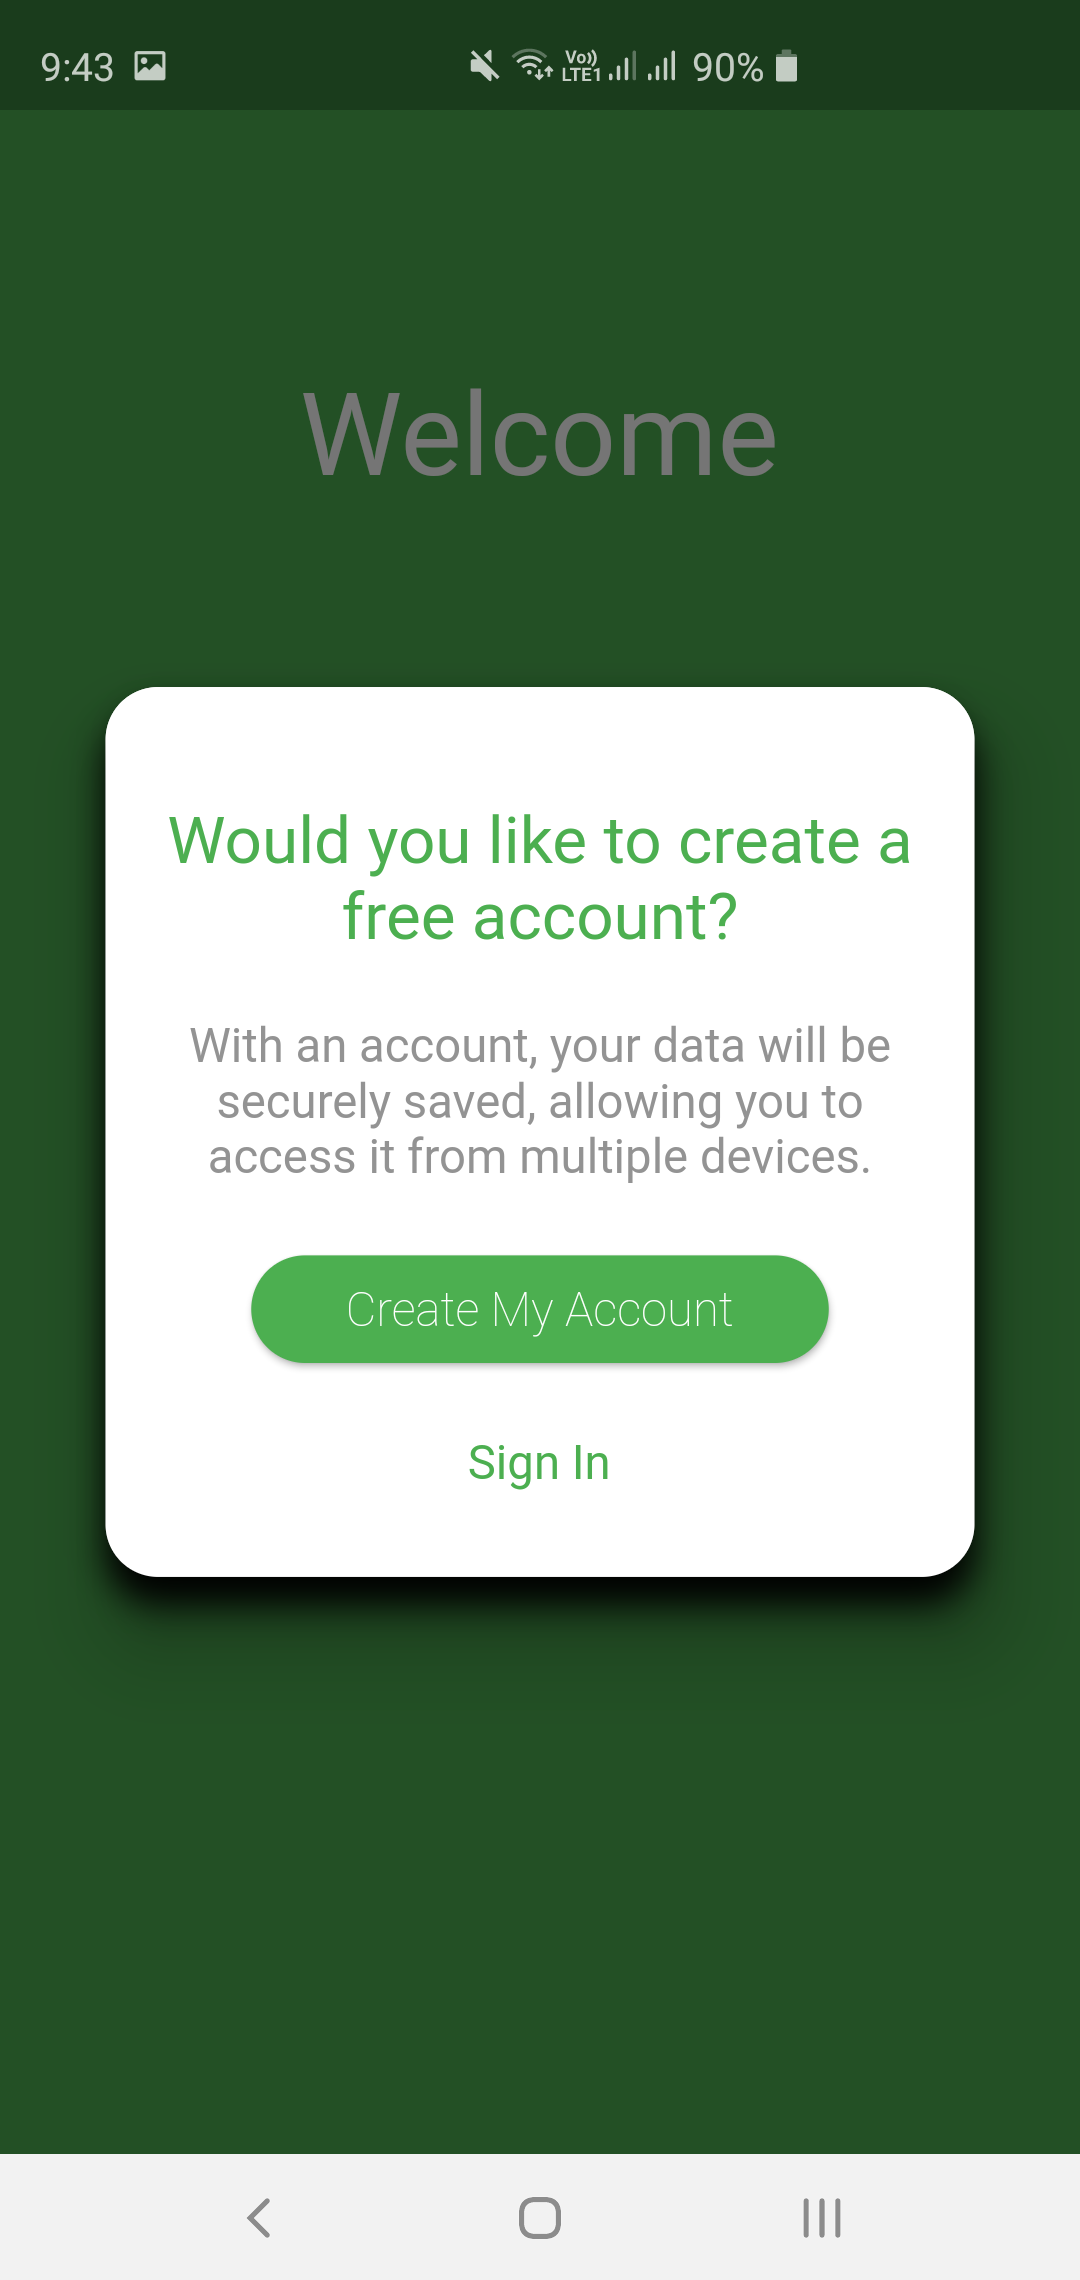 9:43 Vo)) LTE1 90%
Welcome
Would you like to create a
free account?
With an account, your data will be
securely saved, allowing you to
access it from multiple devices.
Create My Account
Sign In